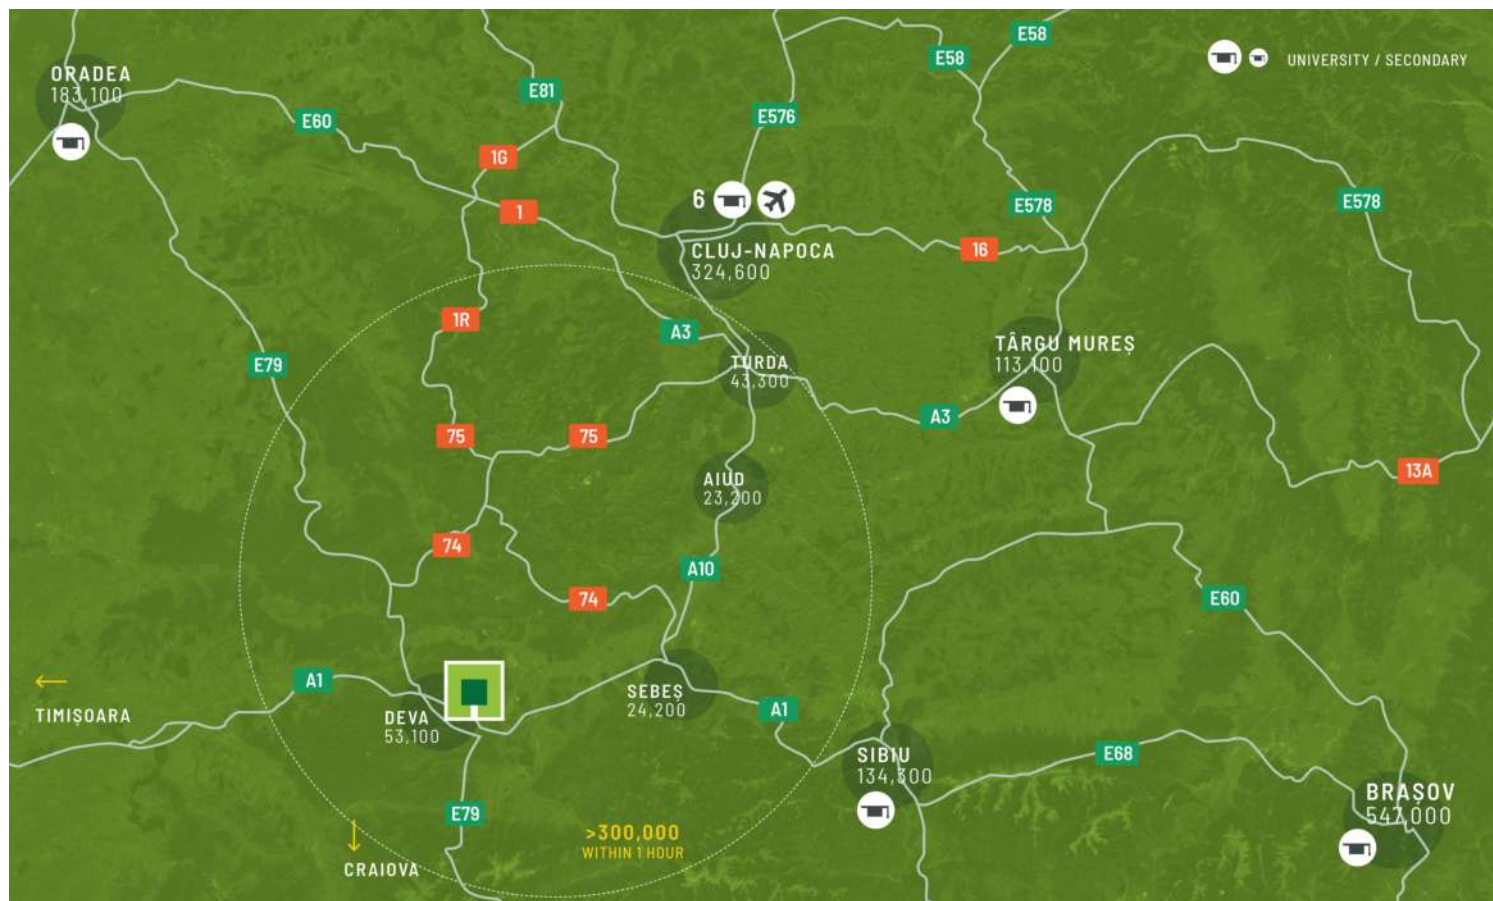 E58
E58
ORADEA
183,100
UNIVERSITY / SECONDARY
E81
E60
E576
1G
6
1
E578
E578
CLUJ-NAPOCA
324,600
16
1R
A3
TÂRGU MUREȘ
113,100
E79
TURDA
43,300
A3
75
75
13A
AIUD
23,200
74
A10
74
E60
A1
TIMIȘOARA
SEBEȘ
24,200
A1
DEVA
53,100
SIBIU
134,300
E68
BRAȘOV
547,000
E79
>300,000
WITHIN 1 HOUR
CRAIOVA